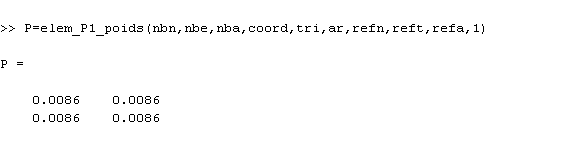 >> P=elem_P1_poids(nbn,nbe,nba,coord,tri,ar,refn,reft,refa,1)
P =
0.0086 0.0086
0.0086 0.0086